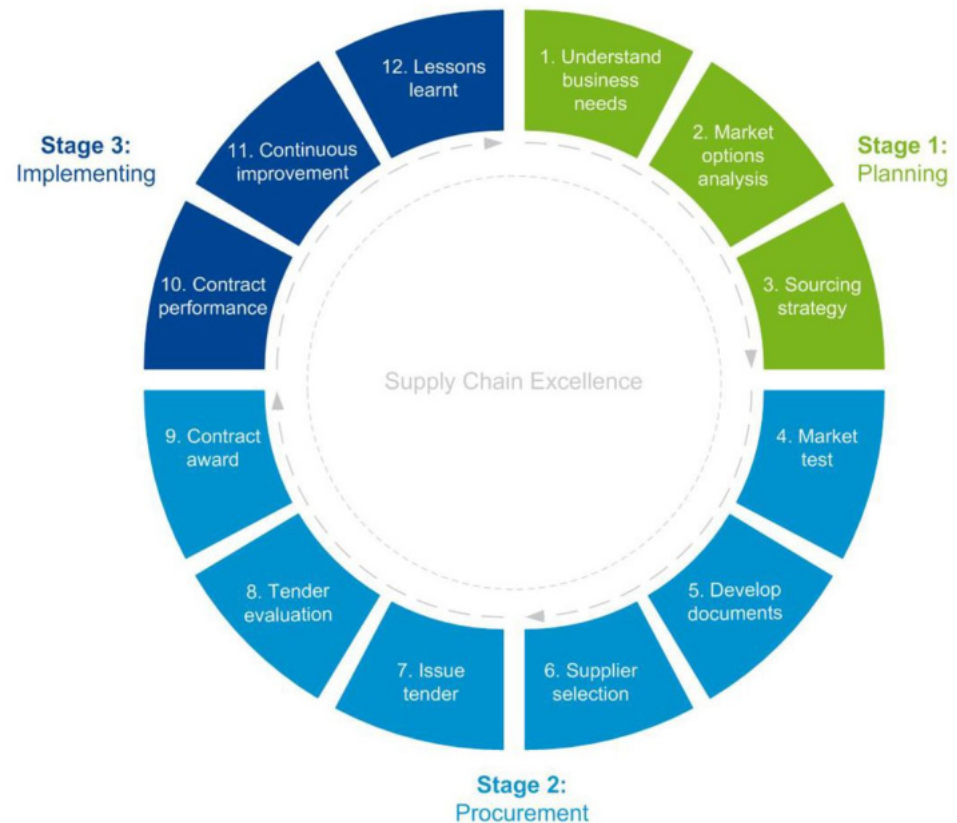 1. Understand
business
needs
2. Market
options
analysis
Stage 1:
Planning
3. Sourcing
strategy
4. Market
test
5. Develop
documents
6. Supplier
selection
Stage 2:
Procurement
7. Issue
tender
8. Tender
evaluation
9. Contract
award
10. Contract
performance
Stage 3:
Implementing
11. Continuous
improvement
12. Lessons
learnt
Supply Chain Excellence